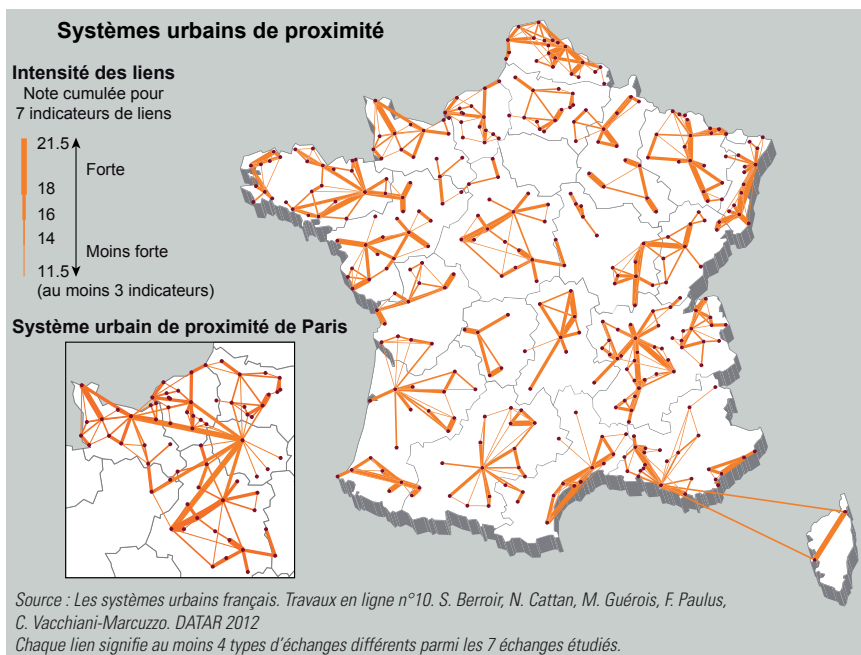 Systèmes urbains de proximité
Intensité des liens
Note cumulée pour
7 indicateurs de liens
21.5
Forte
18
16
14
Moins forte
11.5
(au moins 3 indicateurs)
Système urbain de proximité de Paris
Source : Les systèmes urbains français. Travaux en ligne n°10. S. Berroir, N. Cattan, M. Guérois, F. Paulus,
C. Vacchiani-Marcuzzo. DATAR 2012
Chaque lien signifie au moins 4 types d'échanges différents parmi les 7 échanges étudiés.